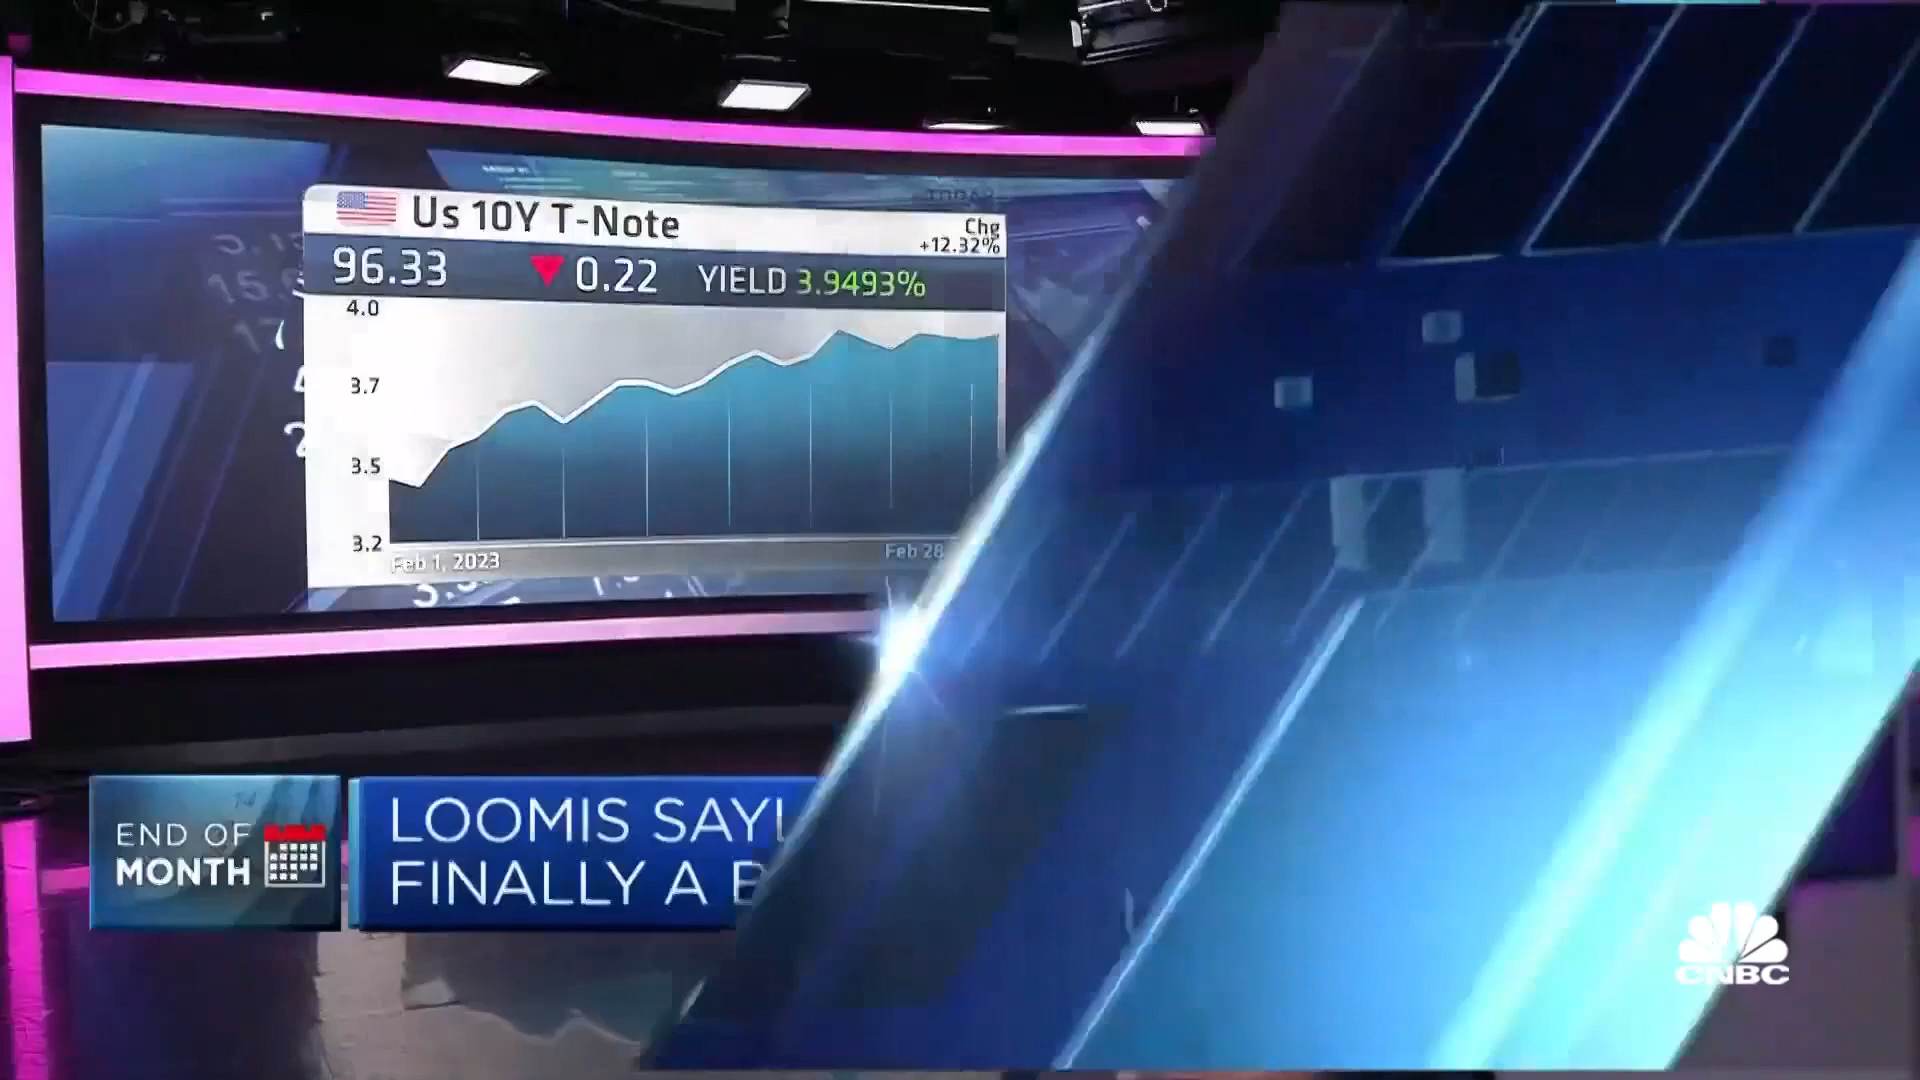 Us 10Y T-Note
Chg
+12.32%
96.33 ▼ 0.22 YIELD 3.9493%
4.0
3.7
3.5
3.2
Feb 1, 2023 Feb 28
END OF
MONTH
LOOMIS SAYL
FINALLY A B
CNBC